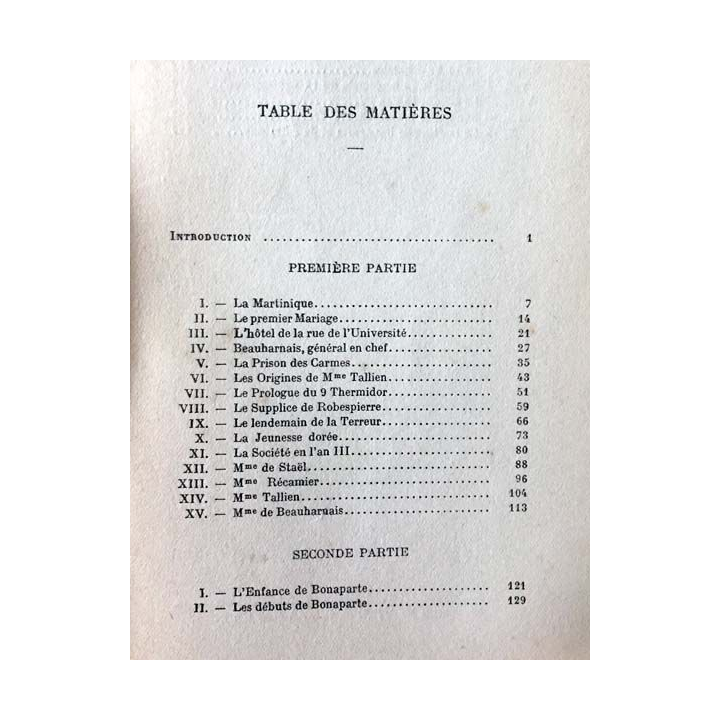 TABLE DES MATIÈRES
INTRODUCTION ........ 1
PREMIÈRE PARTIE
I. — La Martinique........ 7
II. — Le premier Mariage........ 14
III. — L'hôtel de la rue de l'Université........ 21
IV. — Beauharnais, général en chef........ 27
V. — La Prison des Carmes........ 35
VI. — Les Origines de Mme Tallien........ 43
VII. — Le Prologue du 9 Thermidor........ 51
VIII. — Le Supplice de Robespierre........ 59
IX. — Le lendemain de la Terreur........ 66
X. — La Jeunesse dorée........ 73
XI. — La Société en l'an III........ 80
XII. — Mme de Staël........ 88
XIII. — Mme Récamier........ 96
XIV. — Mme Tallien........ 104
XV. — Mme de Beauharnais........ 113
SECONDE PARTIE
I. — L'Enfance de Bonaparte........ 121
II. — Les débuts de Bonaparte........ 129